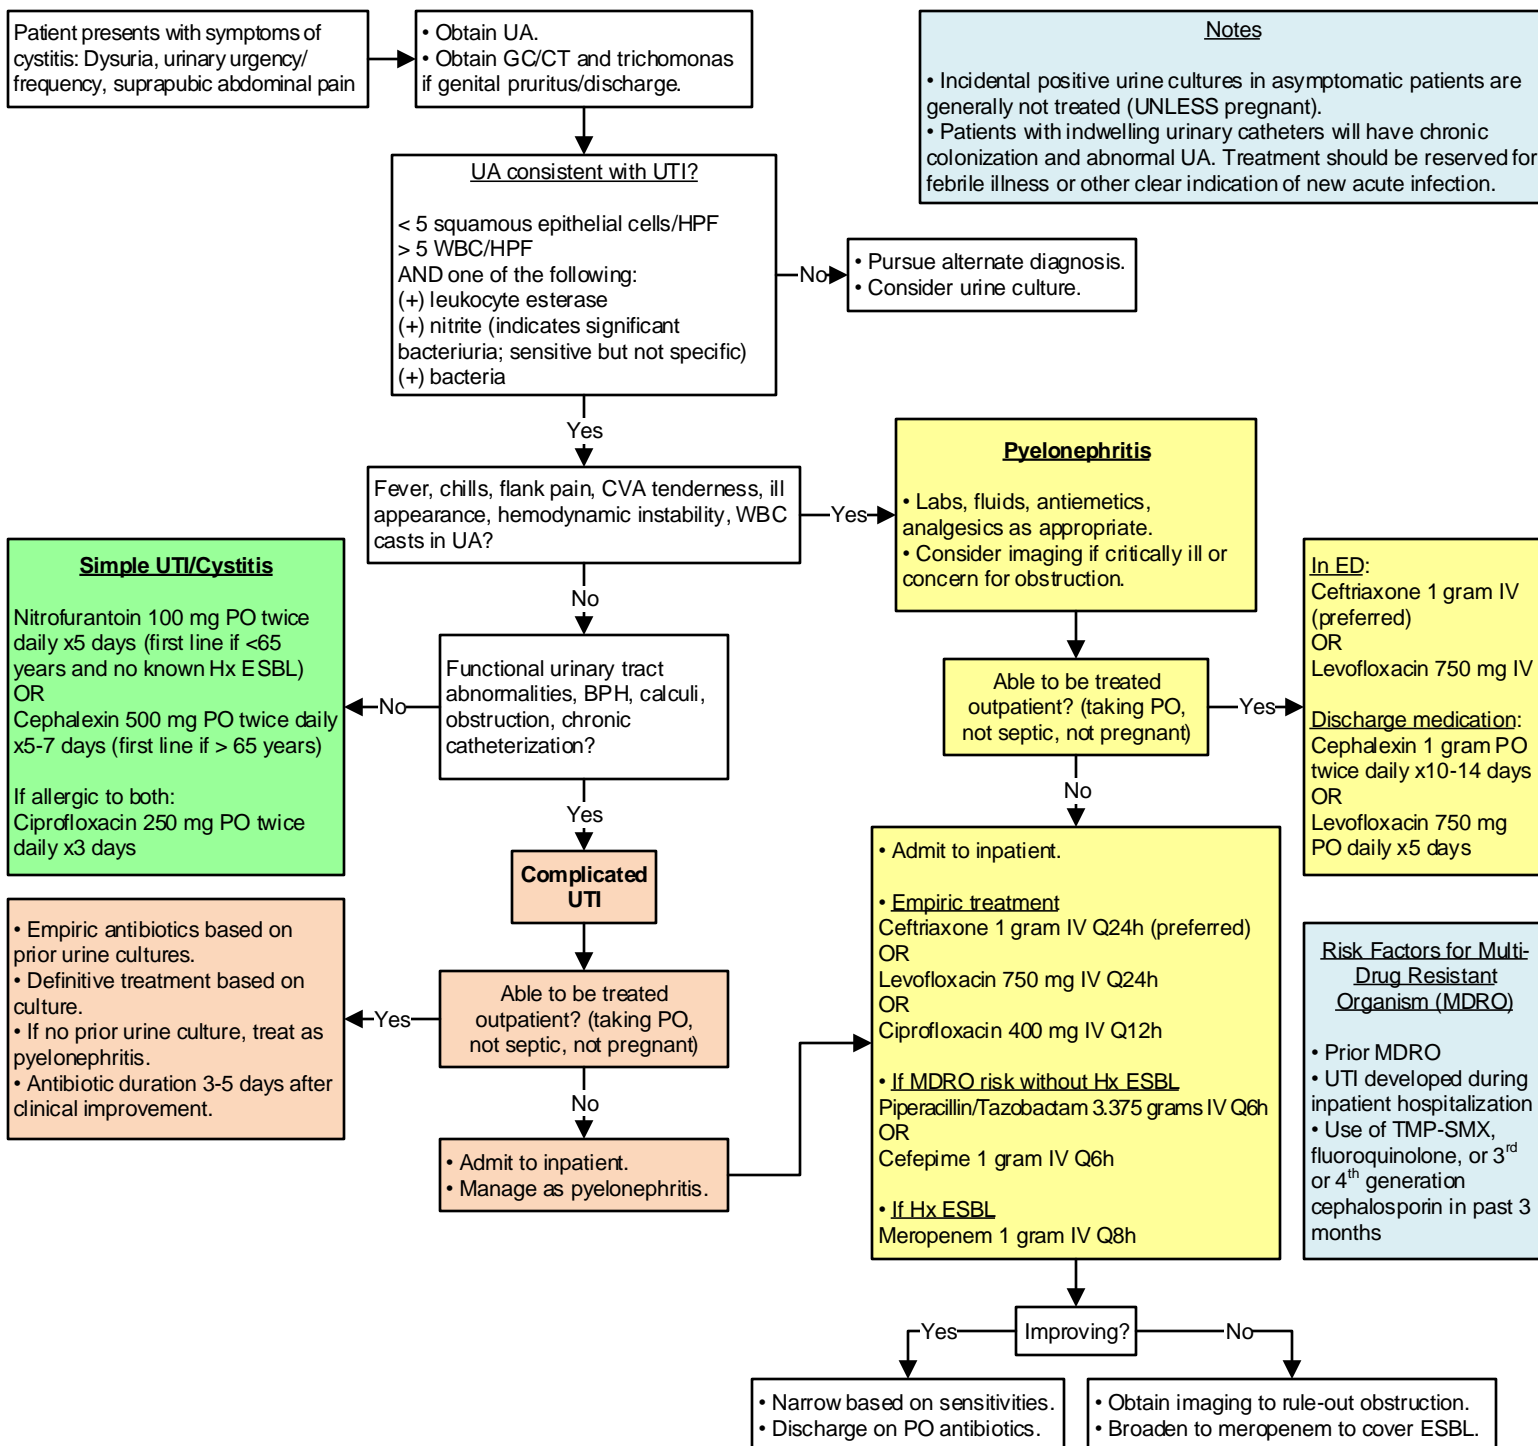 Patient presents with symptoms of
cystitis: Dysuria, urinary urgency/
frequency, suprapubic abdominal pain
• Obtain UA.
• Obtain GC/CT and trichomonas
if genital pruritus/discharge.
Notes
• Incidental positive urine cultures in asymptomatic patients are
generally not treated (UNLESS pregnant).
• Patients with indwelling urinary catheters will have chronic
colonization and abnormal UA. Treatment should be reserved for
febrile illness or other clear indication of new acute infection.
UA consistent with UTI?
< 5 squamous epithelial cells/HPF
> 5 WBC/HPF
AND one of the following:
(+) leukocyte esterase
(+) nitrite (indicates significant
bacteriuria; sensitive but not specific)
(+) bacteria
No
• Pursue alternate diagnosis.
• Consider urine culture.
Yes
Fever, chills, flank pain, CVA tenderness, ill
appearance, hemodynamic instability, WBC
casts in UA?
Yes
Pyelonephritis
• Labs, fluids, antiemetics,
analgesics as appropriate.
• Consider imaging if critically ill or
concern for obstruction.
No
Simple UTI/Cystitis
Nitrofurantoin 100 mg PO twice
daily x5 days (first line if <65
years and no known Hx ESBL)
OR
Cephalexin 500 mg PO twice daily
x5-7 days (first line if > 65 years)
If allergic to both:
Ciprofloxacin 250 mg PO twice
daily x3 days
No
Functional urinary tract
abnormalities, BPH, calculi,
obstruction, chronic
catheterization?
Able to be treated
outpatient? (taking PO,
not septic, not pregnant)
Yes
In ED:
Ceftriaxone 1 gram IV
(preferred)
OR
Levofloxacin 750 mg IV
Discharge medication:
Cephalexin 1 gram PO
twice daily x10-14 days
OR
Levofloxacin 750 mg
PO daily x5 days
Yes
No
Complicated
UTI
• Empiric antibiotics based on
prior urine cultures.
• Definitive treatment based on
culture.
• If no prior urine culture, treat as
pyelonephritis.
• Antibiotic duration 3-5 days after
clinical improvement.
Yes
Able to be treated
outpatient? (taking PO,
not septic, not pregnant)
No
• Admit to inpatient.
• Manage as pyelonephritis.
• Admit to inpatient.
• Empiric treatment
Ceftriaxone 1 gram IV Q24h (preferred)
OR
Levofloxacin 750 mg IV Q24h
OR
Ciprofloxacin 400 mg IV Q12h
• If MDRO risk without Hx ESBL
Piperacillin/Tazobactam 3.375 grams IV Q6h
OR
Cefepime 1 gram IV Q6h
• If Hx ESBL
Meropenem 1 gram IV Q8h
Risk Factors for Multi-
Drug Resistant
Organism (MDRO)
• Prior MDRO
• UTI developed during
inpatient hospitalization
• Use of TMP-SMX,
fluoroquinolone, or 3rd
or 4th generation
cephalosporin in past 3
months
Improving?
Yes
No
• Narrow based on sensitivities.
• Discharge on PO antibiotics.
• Obtain imaging to rule-out obstruction.
• Broaden to meropenem to cover ESBL.